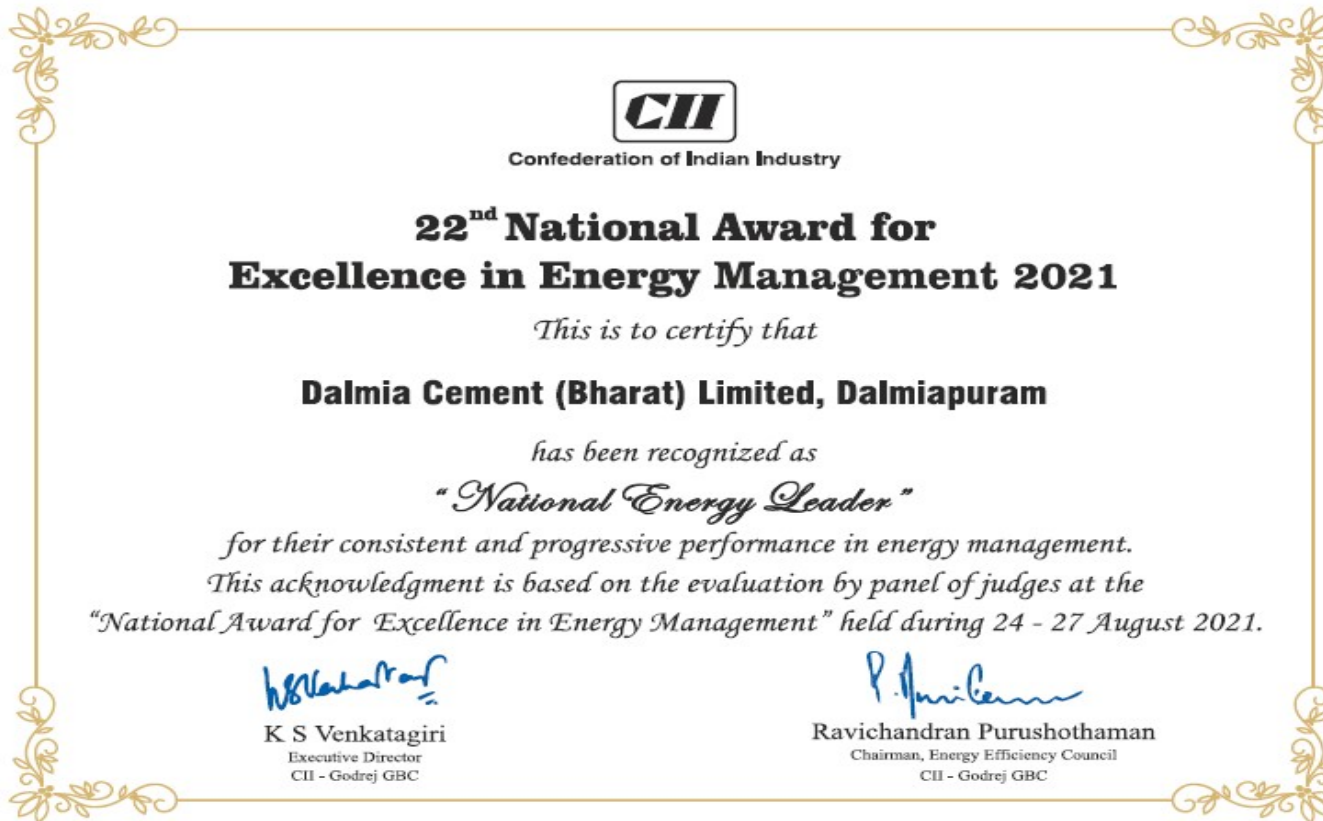 CII
Confederation of Indian Industry
22nd National Award for
Excellence in Energy Management 2021
This is to certify that
Dalmia Cement (Bharat) Limited, Dalmiapuram
has been recognized as
“National Energy Leader”
for their consistent and progressive performance in energy management.
This acknowledgment is based on the evaluation by panel of judges at the
“National Award for Excellence in Energy Management” held during 24 - 27 August 2021.
K S Venkatagiri
Executive Director
CII - Godrej GBC
Ravichandran Purushothaman
Chairman, Energy Efficiency Council
CII - Godrej GBC